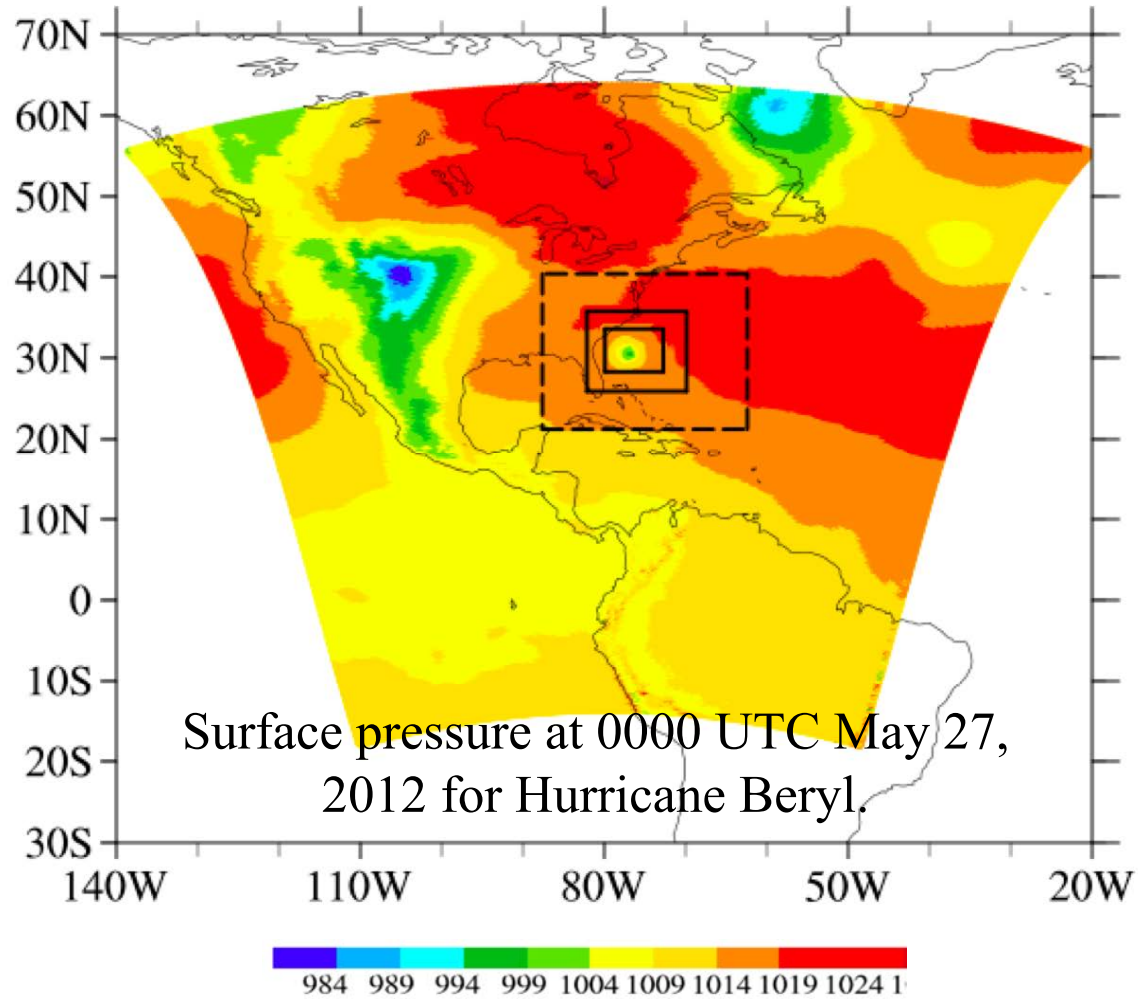 70N
60N
50N
40N
30N
20N
10N
0
10S
Surface pressure at 0000 UTC May 27,
20S
2012 for Hurricane Beryl.
30S
140W 110W 80W 50W 20W
984 989 994 999 1004 1009 1014 1019 1024